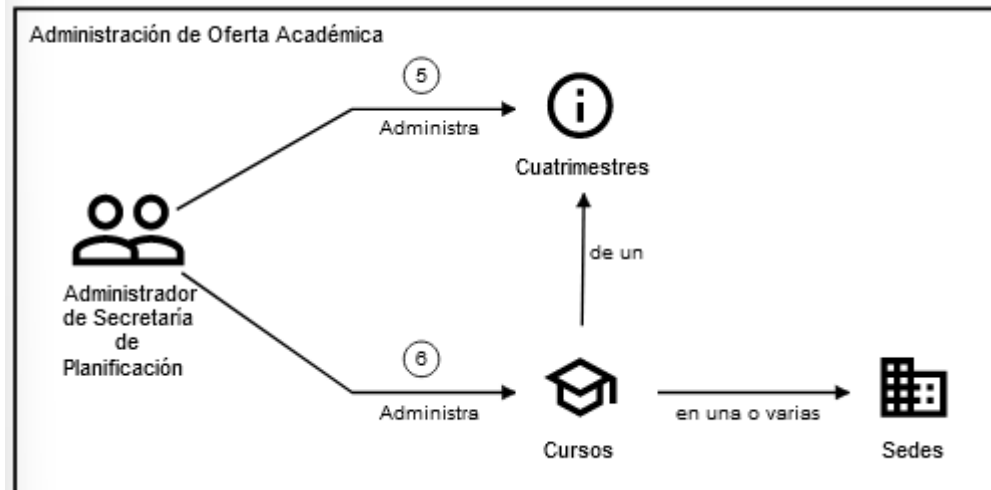 Administración de Oferta Académica
5
Administra
Cuatrimestres
de un
Administrador
de Secretaría
de
Planificación
6
Administra
Cursos
en una o varias
Sedes